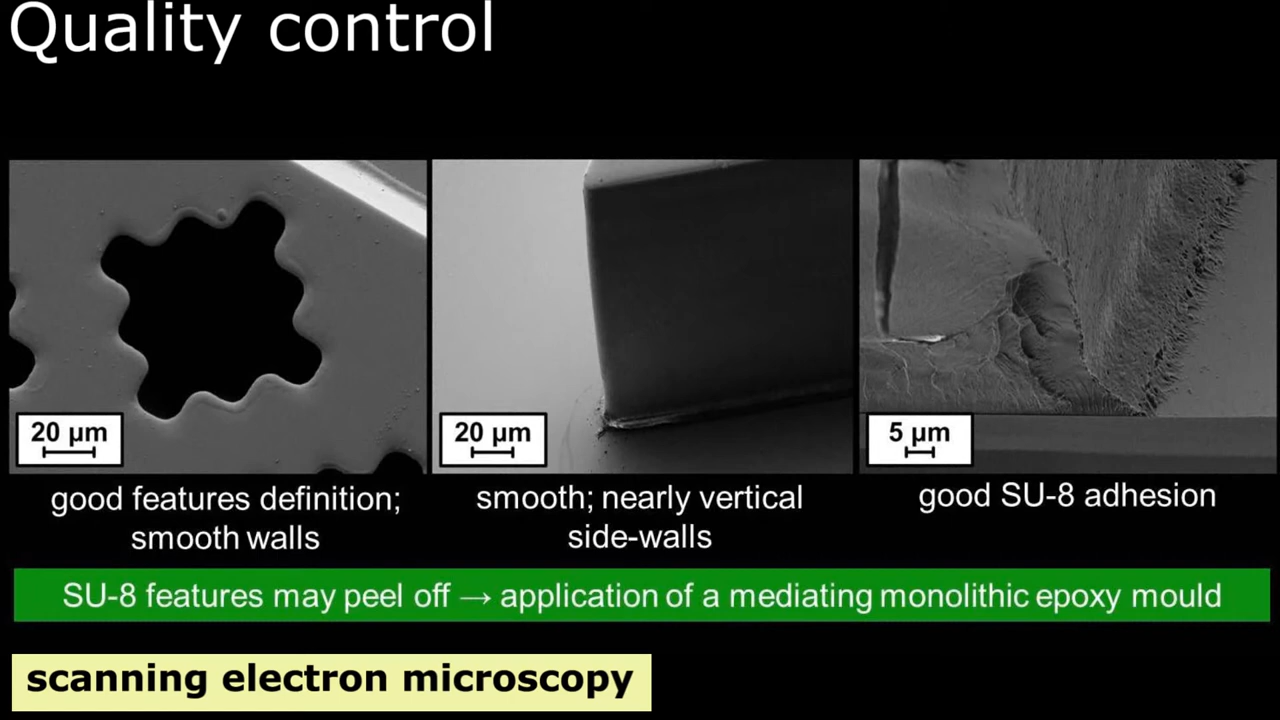 Quality control
20 µm
20 µm
5 µm
good features definition;
smooth walls
smooth; nearly vertical
side-walls
good SU-8 adhesion
SU-8 features may peel off → application of a mediating monolithic epoxy mould
scanning electron microscopy